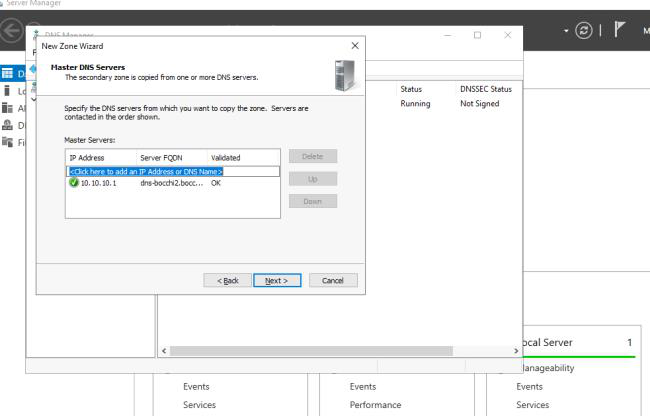 Server Manager
DNS Manager
New Zone Wizard
Master DNS Servers
The secondary zone is copied from one or more DNS servers.
Status
DNSSEC Status
Running
Not Signed
Specify the DNS servers from which you want to copy the zone. Servers are
contacted in the order shown.
Master Servers:
IP Address
Server FQDN
Validated
<Click here to add an IP Address or DNS Name>
10.10.10.1
dns-bocchi2.bocc...
OK
Delete
Up
Down
< Back
Next >
Cancel
ocal Server
1
anageability
Events
Events
Events
Services
Performance
Services